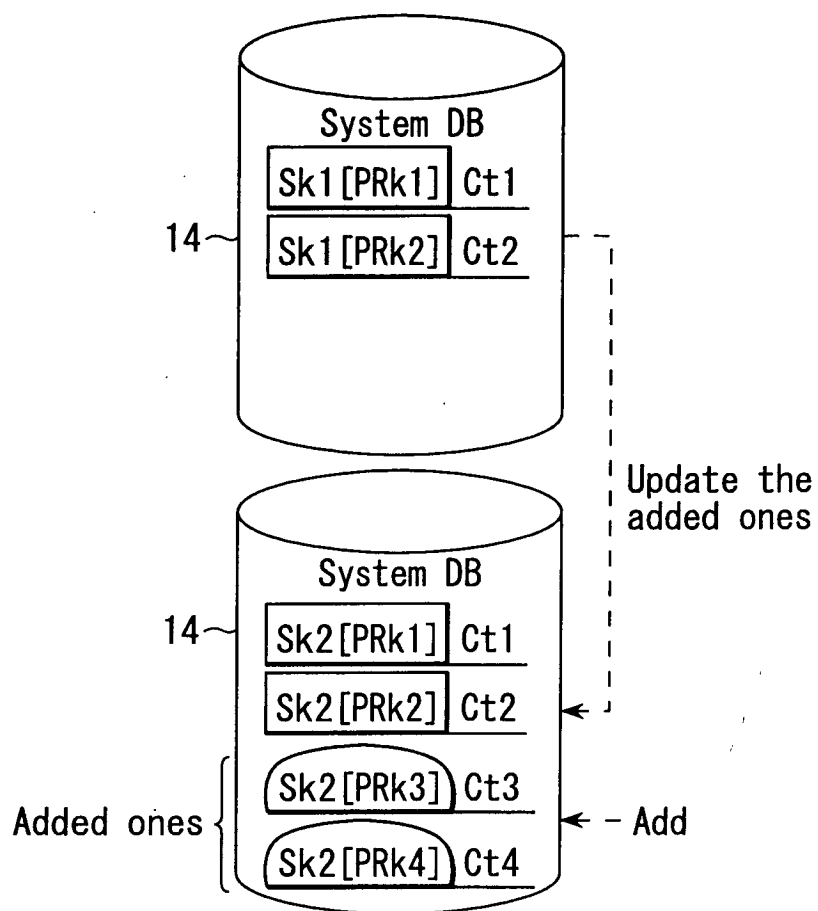 System DB
Sk1[PRk1] Ct1
14
Sk1[PRk2] Ct2
Update the
added ones
System DB
14
Sk2[PRk1] Ct1
Sk2[PRk2] Ct2
Sk2[PRk3] Ct3
Added ones
Add
Sk2[PRk4] Ct4